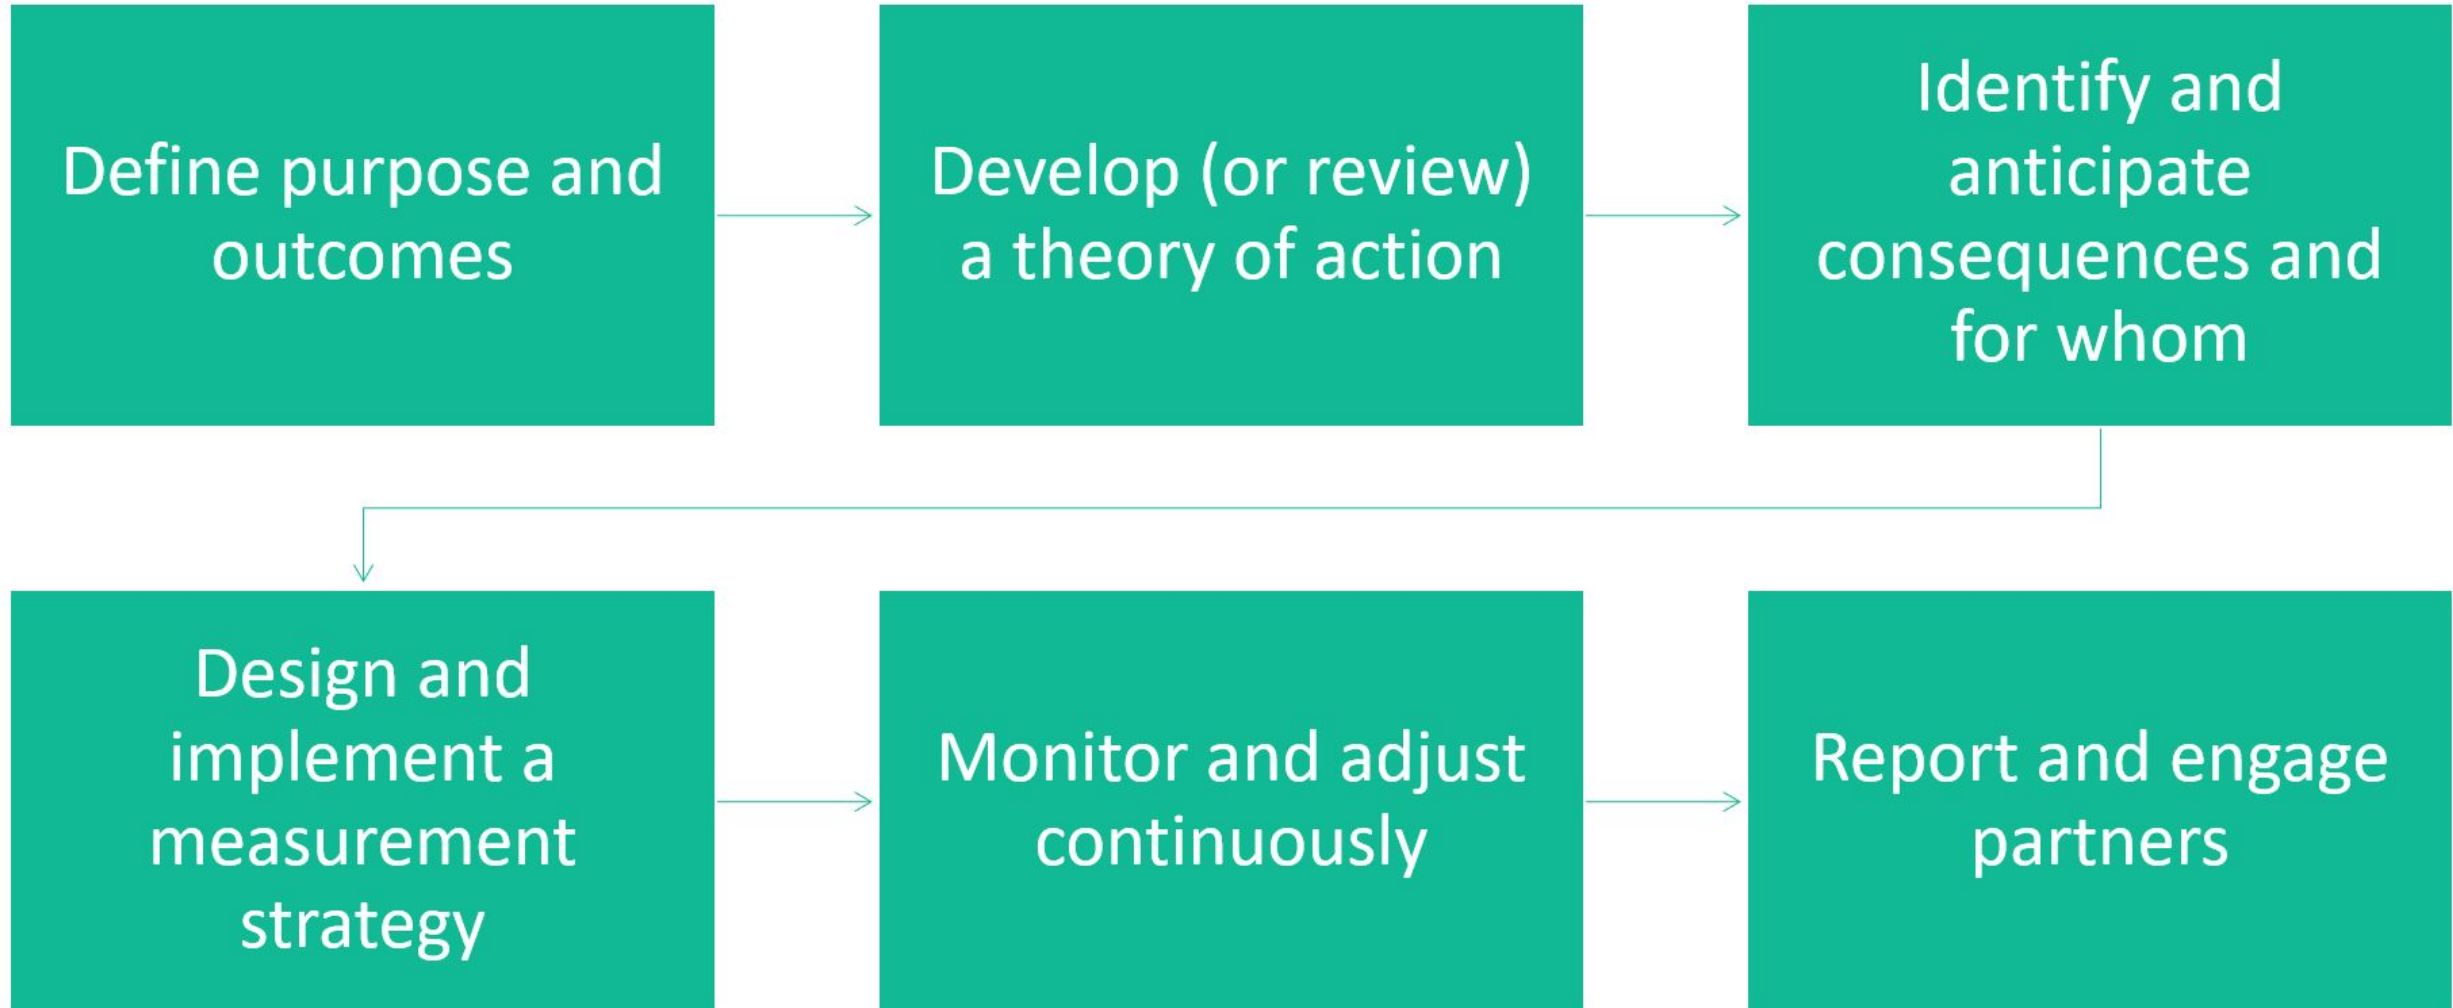 Define purpose and
outcomes
Develop (or review)
a theory of action
Identify and
anticipate
consequences and
for whom
Design and
implement a
measurement
strategy
Monitor and adjust
continuously
Report and engage
partners